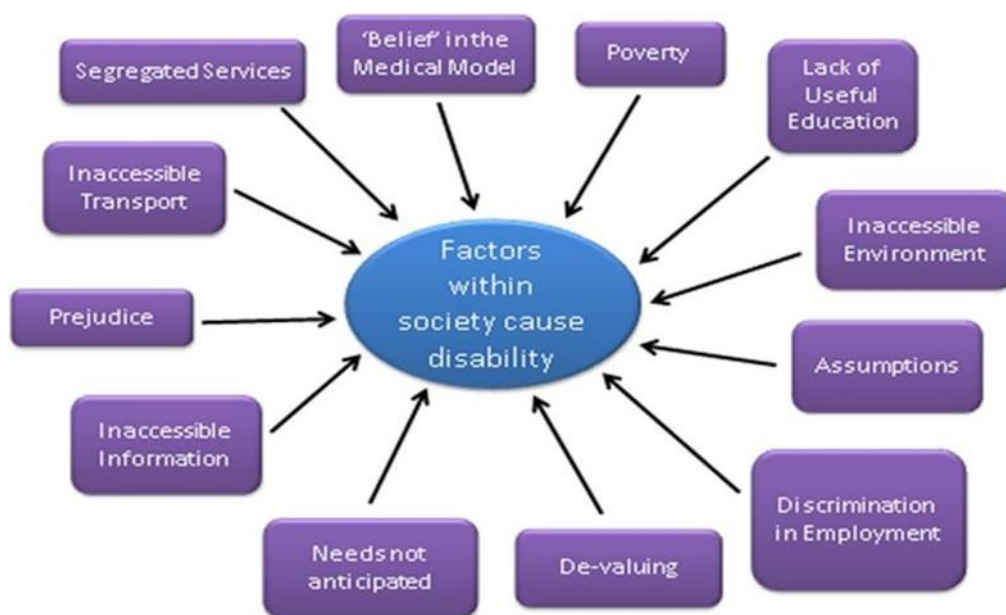 Segregated Services
‘Belief’ in the
Medical Model
Poverty
Lack of
Useful
Education
Inaccessible
Transport
Inaccessible
Environment
Factors
within
society cause
disability
Prejudice
Assumptions
Inaccessible
Information
Discrimination
in Employment
Needs not
anticipated
De-valuing